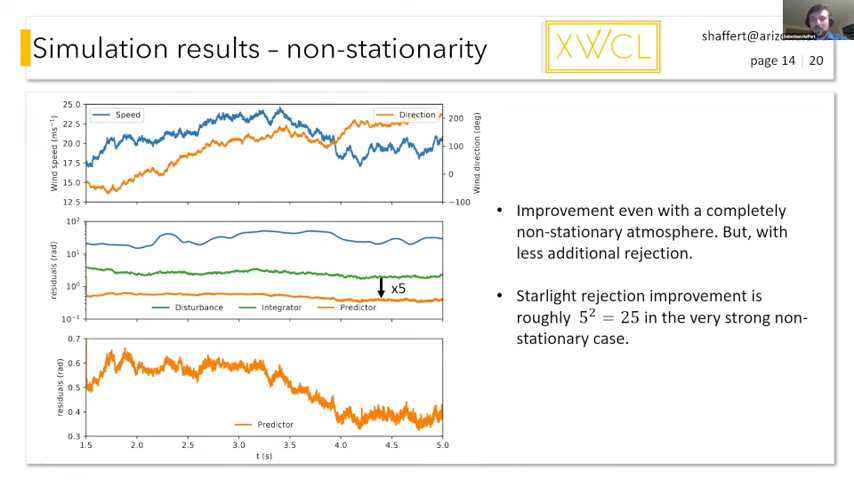 Simulation results – non-stationarity
XWCL
shaffert@arizo
page 14 | 20
25.0
22.5
20.0
17.5
15.0
12.5
Wind speed (ms⁻¹)
Speed
Direction
200
100
0
−100
Wind direction (deg)
10²
10¹
10⁰
10⁻¹
residuals (rad)
x5
Disturbance
Integrator
Predictor
0.7
0.6
0.5
0.4
0.3
residuals (rad)
Predictor
1.5 2.0 2.5 3.0 3.5 4.0 4.5 5.0
t (s)
• Improvement even with a completely
non-stationary atmosphere. But, with
less additional rejection.
• Starlight rejection improvement is
roughly 5² = 25 in the very strong non-
stationary case.